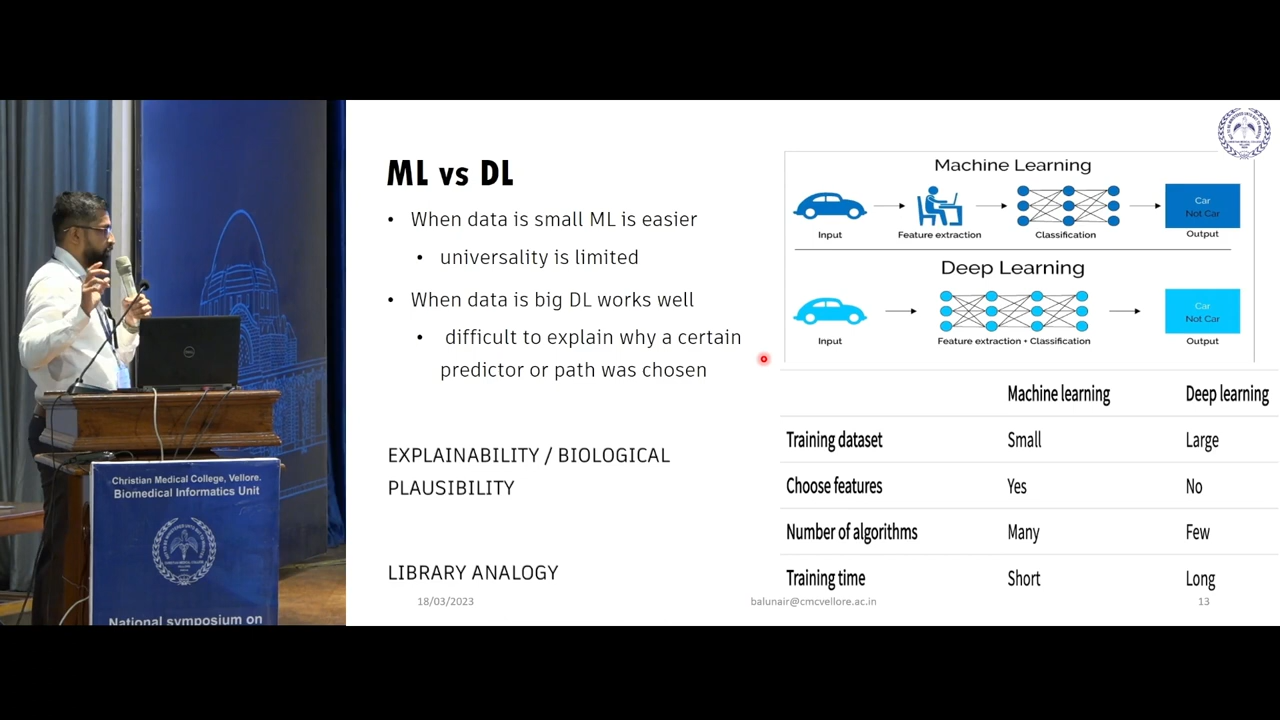 ML vs DL
• When data is small ML is easier
• universality is limited
• When data is big DL works well
• difficult to explain why a certain
predictor or path was chosen
EXPLAINABILITY / BIOLOGICAL
PLAUSIBILITY
LIBRARY ANALOGY
18/03/2023
balunair@cmcvellore.ac.in
13
Machine Learning
Input
Feature extraction
Classification
Car
Not Car
Output
Deep Learning
Input
Feature extraction + Classification
Car
Not Car
Output
Machine learning Deep learning
Training dataset Small Large
Choose features Yes No
Number of algorithms Many Few
Training time Short Long
Christian Medical College, Vellore.
Biomedical Informatics Unit
National symposium on
DELL